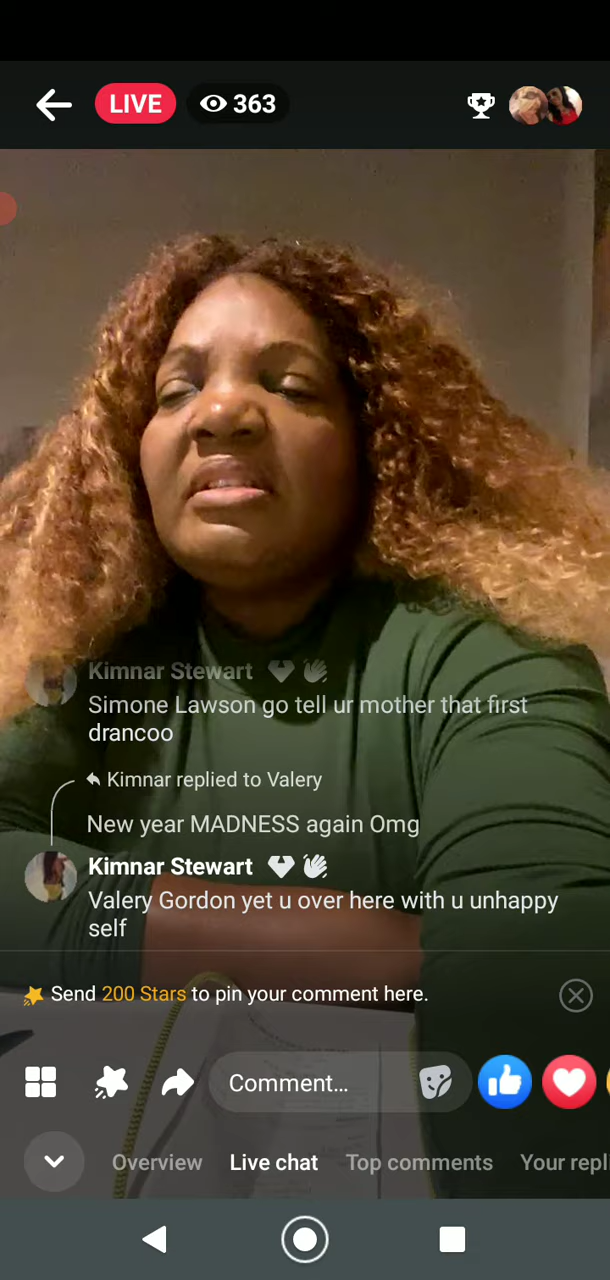 LIVE
363
Kimnar Stewart
Simone Lawson go tell ur mother that first
drancoo
Kimnar replied to Valery
New year MADNESS again Omg
Kimnar Stewart
Valery Gordon yet u over here with u unhappy
self
Send 200 Stars to pin your comment here.
Comment...
Overview
Live chat
Top comments
Your repli